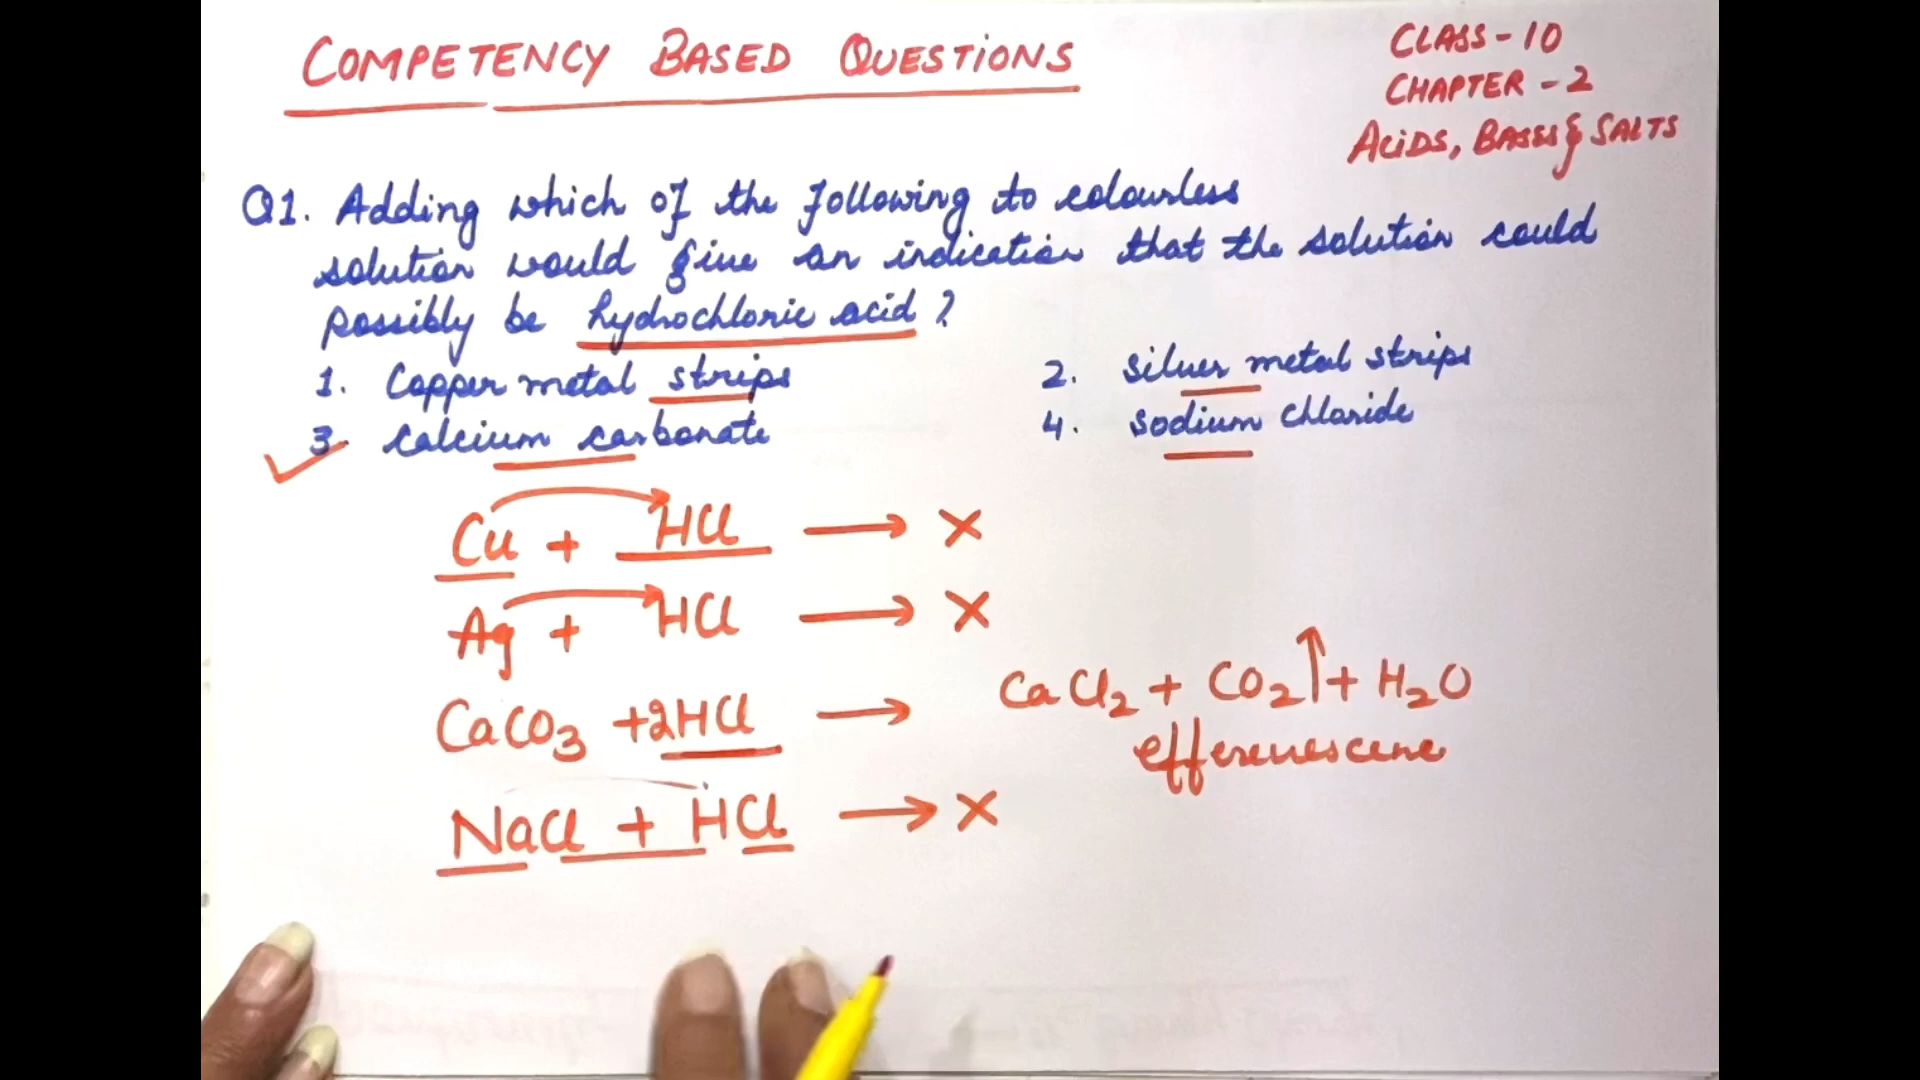 COMPETENCY BASED QUESTIONS
CLASS-10
CHAPTER-2
ACIDS, BASES & SALTS
Q1. Adding which of the following to colourless
solution would give an indication that the solution could
possibly be hydrochloric acid?
1. Copper metal strips
2. Silver metal strips
3. Calcium carbonate
4. Sodium chloride
Cu + HCl → ×
Ag + HCl → ×
CaCO3 +2HCl → CaCl2 + CO2↑ + H2O
effervescene
NaCl + HCl → ×